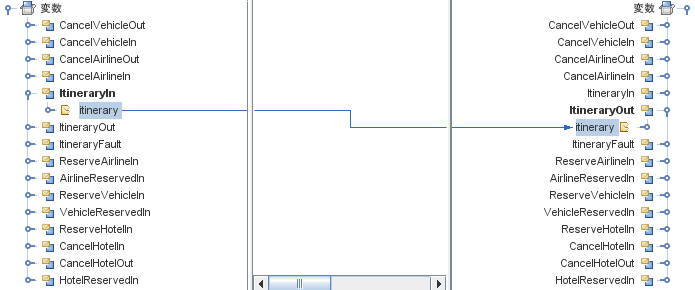 変数
CancelVehicleOut
CancelVehicleIn
CancelAirlineOut
CancelAirlineIn
ItineraryIn
itinerary
ItineraryOut
ItineraryFault
ReserveAirlineIn
AirlineReservedIn
ReserveVehicleIn
VehicleReservedIn
ReserveHotelIn
CancelHotelIn
CancelHotelOut
HotelReservedIn
変数
CancelVehicleOut
CancelVehicleIn
CancelAirlineOut
CancelAirlineIn
ItineraryIn
ItineraryOut
itinerary
ItineraryFault
ReserveAirlineIn
AirlineReservedIn
ReserveVehicleIn
VehicleReservedIn
ReserveHotelIn
CancelHotelIn
CancelHotelOut
HotelReservedIn